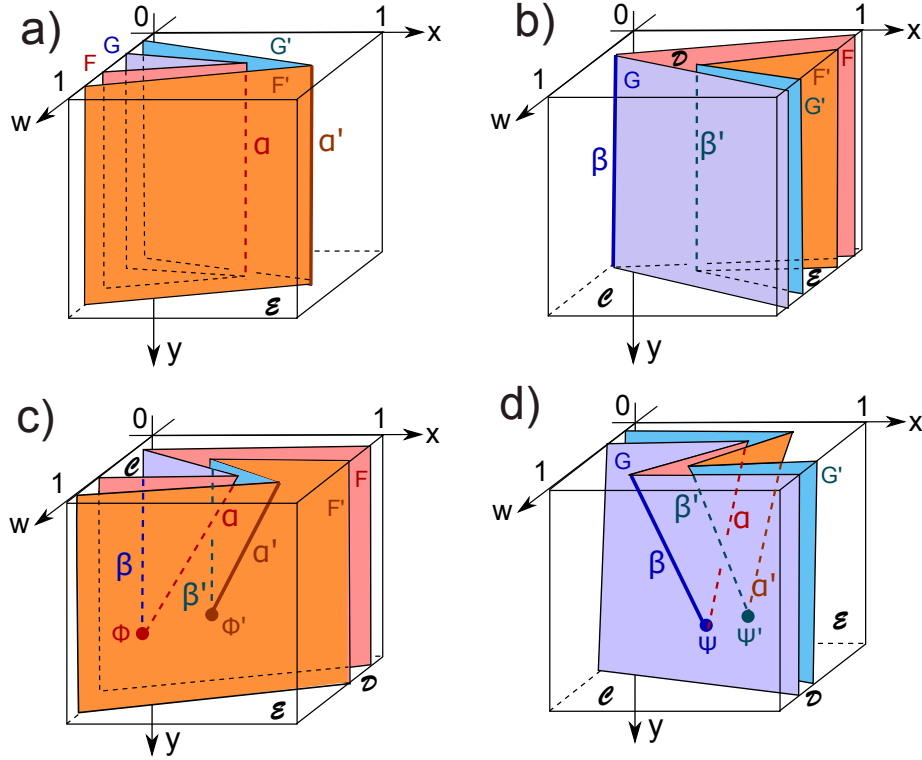 a)
0
1
x
F
G
G'
1
F'
w
α
α'
ℰ
y
b)
0
1
x
𝒟
G
F'
F
1
G'
w
β
β'
𝒞
ℰ
y
c)
0
1
x
𝒞
1
F
w
α
F'
β
α'
β'
Φ
Φ'
ℰ
𝒟
y
d)
0
1
x
G
G'
1
w
β'
α
β
α'
Ψ
Ψ'
ℰ
𝒞
𝒟
y